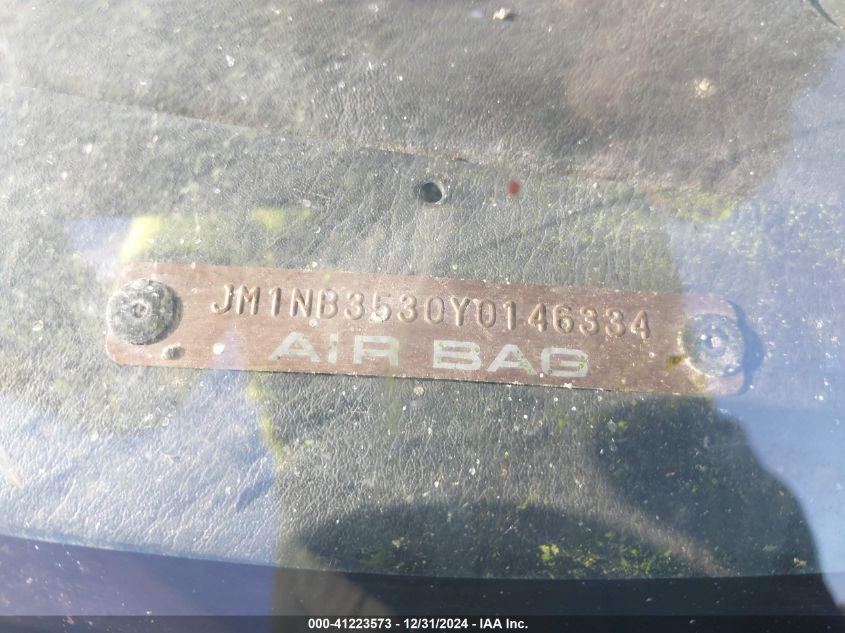 JM1NB3530Y0146334
AIR BAG
000-41223573 - 12/31/2024 - IAA Inc.